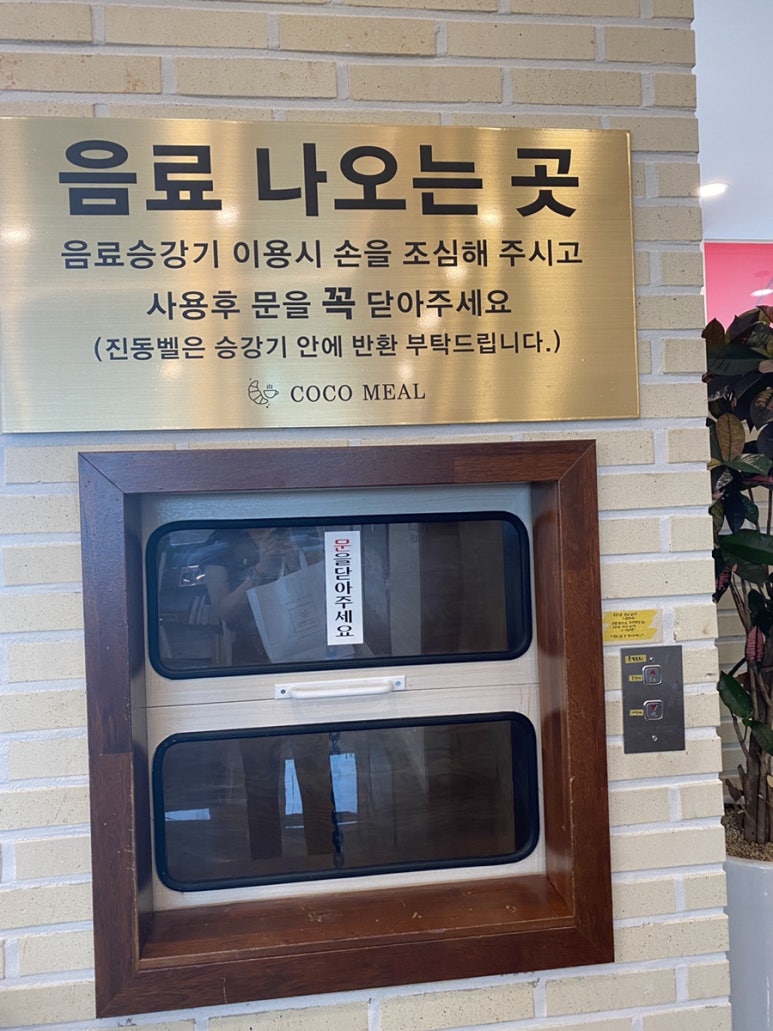 음료 나오는 곳
음료승강기 이용시 손을 조심해 주시고
사용후 문을 꼭 닫아주세요
(진동벨은 승강기 안에 반환 부탁드립니다.)
COCO MEAL
문을닫아주세요